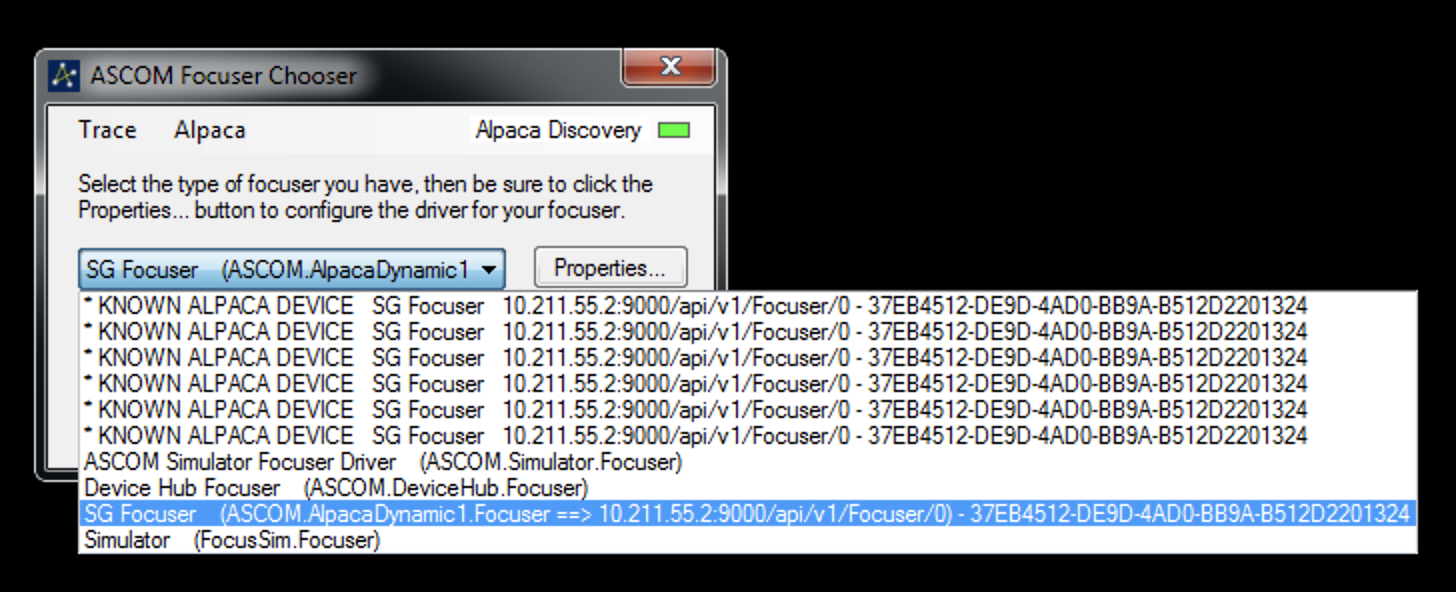 ASCOM Focuser Chooser
Trace Alpaca Alpaca Discovery
Select the type of focuser you have, then be sure to click the
Properties... button to configure the driver for your focuser.
SG Focuser (ASCOM.AlpacaDynamic1 Properties...
* KNOWN ALPACA DEVICE SG Focuser 10.211.55.2:9000/api/v1/Focuser/0 - 37EB4512-DE9D-4AD0-BB9A-B512D2201324
* KNOWN ALPACA DEVICE SG Focuser 10.211.55.2:9000/api/v1/Focuser/0 - 37EB4512-DE9D-4AD0-BB9A-B512D2201324
* KNOWN ALPACA DEVICE SG Focuser 10.211.55.2:9000/api/v1/Focuser/0 - 37EB4512-DE9D-4AD0-BB9A-B512D2201324
* KNOWN ALPACA DEVICE SG Focuser 10.211.55.2:9000/api/v1/Focuser/0 - 37EB4512-DE9D-4AD0-BB9A-B512D2201324
* KNOWN ALPACA DEVICE SG Focuser 10.211.55.2:9000/api/v1/Focuser/0 - 37EB4512-DE9D-4AD0-BB9A-B512D2201324
* KNOWN ALPACA DEVICE SG Focuser 10.211.55.2:9000/api/v1/Focuser/0 - 37EB4512-DE9D-4AD0-BB9A-B512D2201324
ASCOM Simulator Focuser Driver (ASCOM.Simulator.Focuser)
Device Hub Focuser (ASCOM.DeviceHub.Focuser)
SG Focuser (ASCOM.AlpacaDynamic1.Focuser ==> 10.211.55.2:9000/api/v1/Focuser/0) - 37EB4512-DE9D-4AD0-BB9A-B512D2201324
Simulator (FocusSim.Focuser)